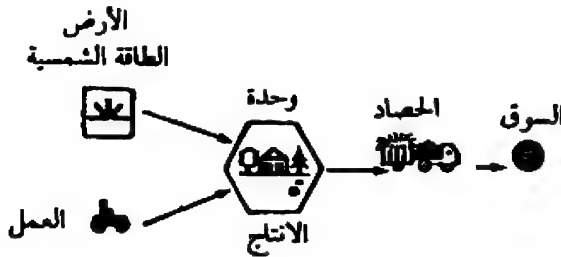 الأرض
الطاقة الشمسية
وحدة
الحصاد
السوق
العمل
الانتاج